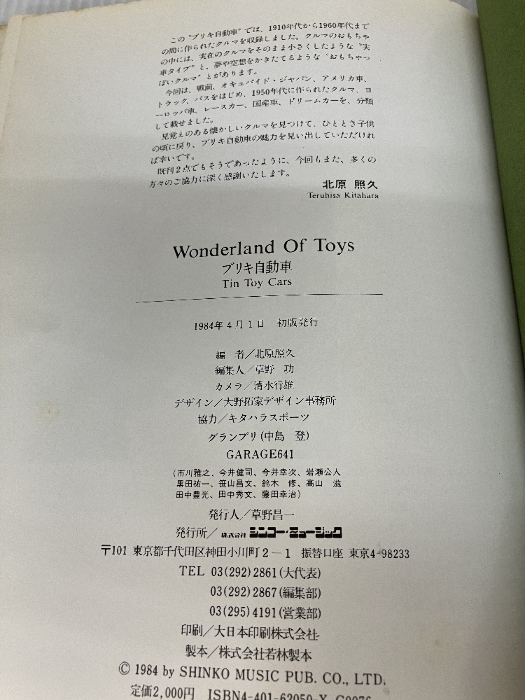 この“ブリキ自動車”では、1910年代から1960年代まで
の間に作られたクルマを収録しました。クルマのおもちゃ
の中には、実在のクルマをそのまま小さくしたような“実
車タイプ”と、夢や空想をかきたてるような“おもちゃっ
ぽいクルマ”とがあります。
今回は、戦前、オキュパイド・ジャパン、アメリカ車、
トラック、バスをはじめ、1950年代に作られたクルマ、ヨ
ーロッパ車、レースカー、国産車、ドリームカーを、分類
して載せました。
見覚えのある懐かしいクルマを見つけて、ひととき子供
の頃に戻り、ブリキ自動車の魅力を見い出していただけれ
ば幸いです。
既刊2点でもそうであったように、今回もまた、多くの
方々のご協力に深く感謝いたします。
北原 照久
Teruhisa Kitahara
Wonderland Of Toys
ブリキ自動車
Tin Toy Cars
1984年4月1日 初版発行
編 者/北原照久
編集人/草野 功
カメラ/清水行雄
デザイン/大野拓家デザイン事務所
協力/キタハラスポーツ
グランプリ(中島 登)
GARAGE641
(市川雅之、今井健司、今井幸次、岩瀬公人
黒田祐一、笹山昌文、鈴木 修、高山 滋
田中豊光、田中秀文、篠田幸治)
発行人/草野昌一
発行所/株式会社 シンコー・ミュージック
〒101 東京都千代田区神田小川町2-1 振替口座 東京4-98233
TEL 03(292)2861(大代表)
03(292)2867(編集部)
03(295)4191(営業部)
印刷/大日本印刷株式会社
製本/株式会社若林製本
© 1984 by SHINKO MUSIC PUB. CO., LTD.
定価2,000円 ISBN4-401-62050-X C0076